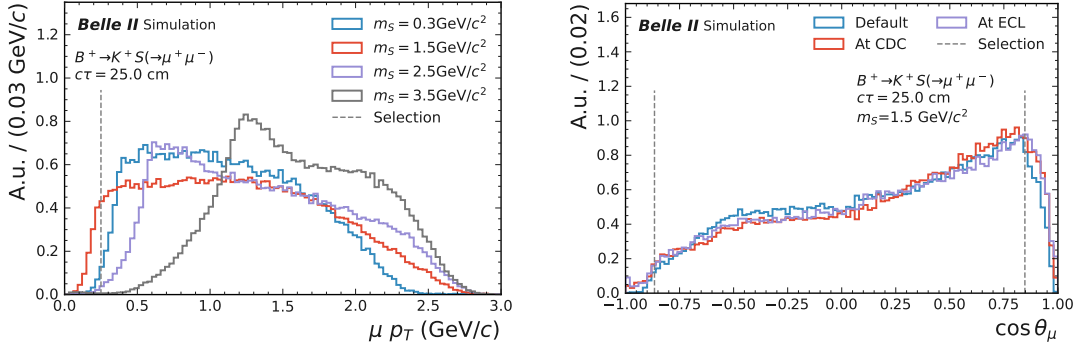 Belle II Simulation
B⁺→K⁺S(→μ⁺μ⁻)
cτ = 25.0 cm
m_S = 0.3GeV/c²
m_S = 1.5GeV/c²
m_S = 2.5GeV/c²
m_S = 3.5GeV/c²
Selection
A.u. / (0.03 GeV/c)
1.2
1.0
0.8
0.6
0.4
0.2
0.0
0.0 0.5 1.0 1.5 2.0 2.5 3.0
μ p_T (GeV/c)
Belle II Simulation
Default
At CDC
At ECL
Selection
B⁺→K⁺S(→μ⁺μ⁻)
cτ = 25.0 cm
m_S=1.5 GeV/c²
A.u. / (0.02)
1.6
1.4
1.2
1.0
0.8
0.6
0.4
0.2
0.0
−1.00 −0.75 −0.50 −0.25 0.00 0.25 0.50 0.75 1.00
cos θ_μ